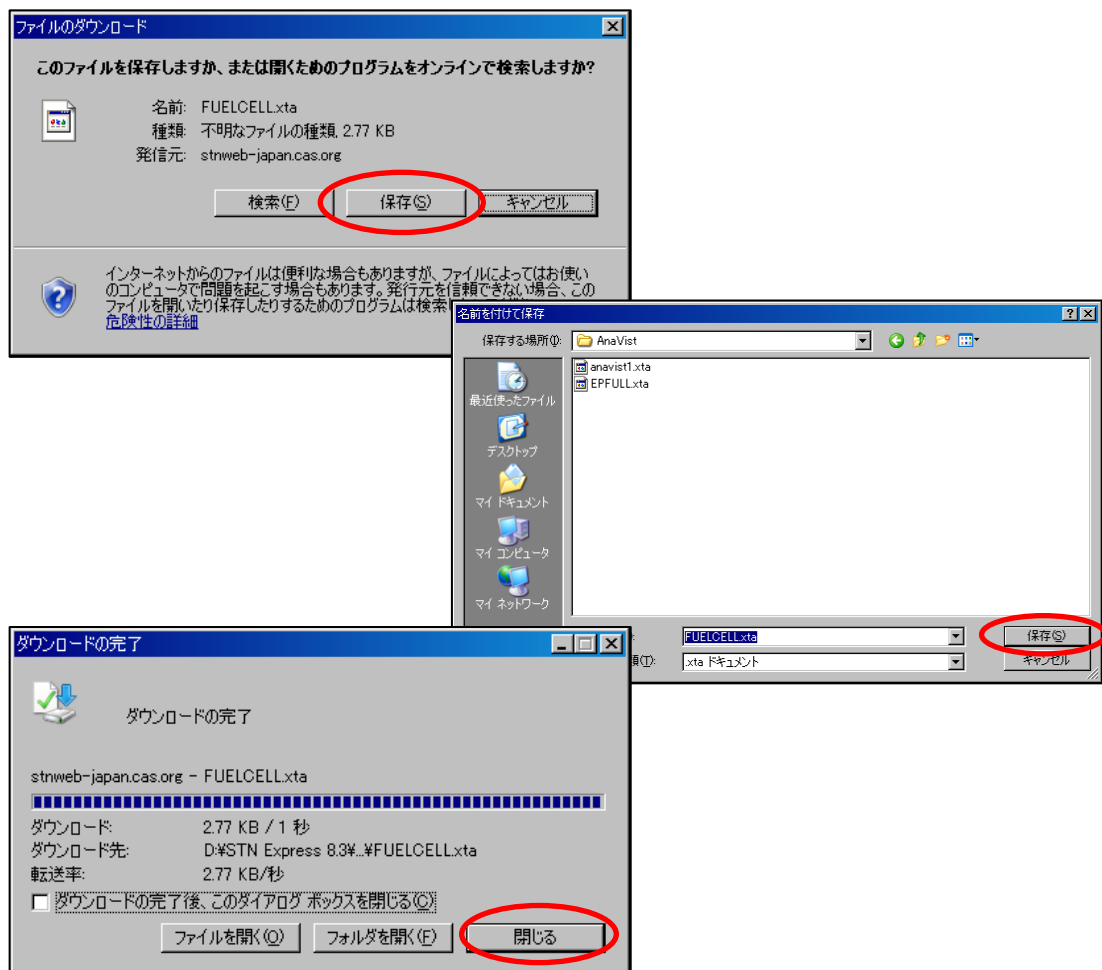 ファイルのダウンロード
このファイルを保存しますか、または開くためのプログラムをオンラインで検索しますか?
名前: FUELCELL.xta
種類: 不明なファイルの種類, 2.77 KB
発信元: stnweb-japan.cas.org
検索(F) 保存(S) キャンセル
インターネットからのファイルは便利な場合もありますが、ファイルによってはお使い
のコンピュータで問題を起こす場合もあります。発行元を信頼できない場合、この
ファイルを開いたり保存したりするためのプログラムは検索
危険性の詳細
名前を付けて保存
保存する場所(I): AnaVist
anavist1.xta
EPFULL.xta
最近使ったファイル
デスクトップ
マイ ドキュメント
マイ コンピュータ
マイ ネットワーク
FUELCELL.xta 保存(S)
(T): .xta ドキュメント キャンセル
ダウンロードの完了
ダウンロードの完了
stnweb-japan.cas.org - FUELCELL.xta
ダウンロード: 2.77 KB / 1 秒
ダウンロード先: D:¥STN Express 8.3¥...¥FUELCELL.xta
転送率: 2.77 KB/秒
ダウンロードの完了後、このダイアログ ボックスを閉じる(C)
ファイルを開く(O) フォルダを開く(F) 閉じる